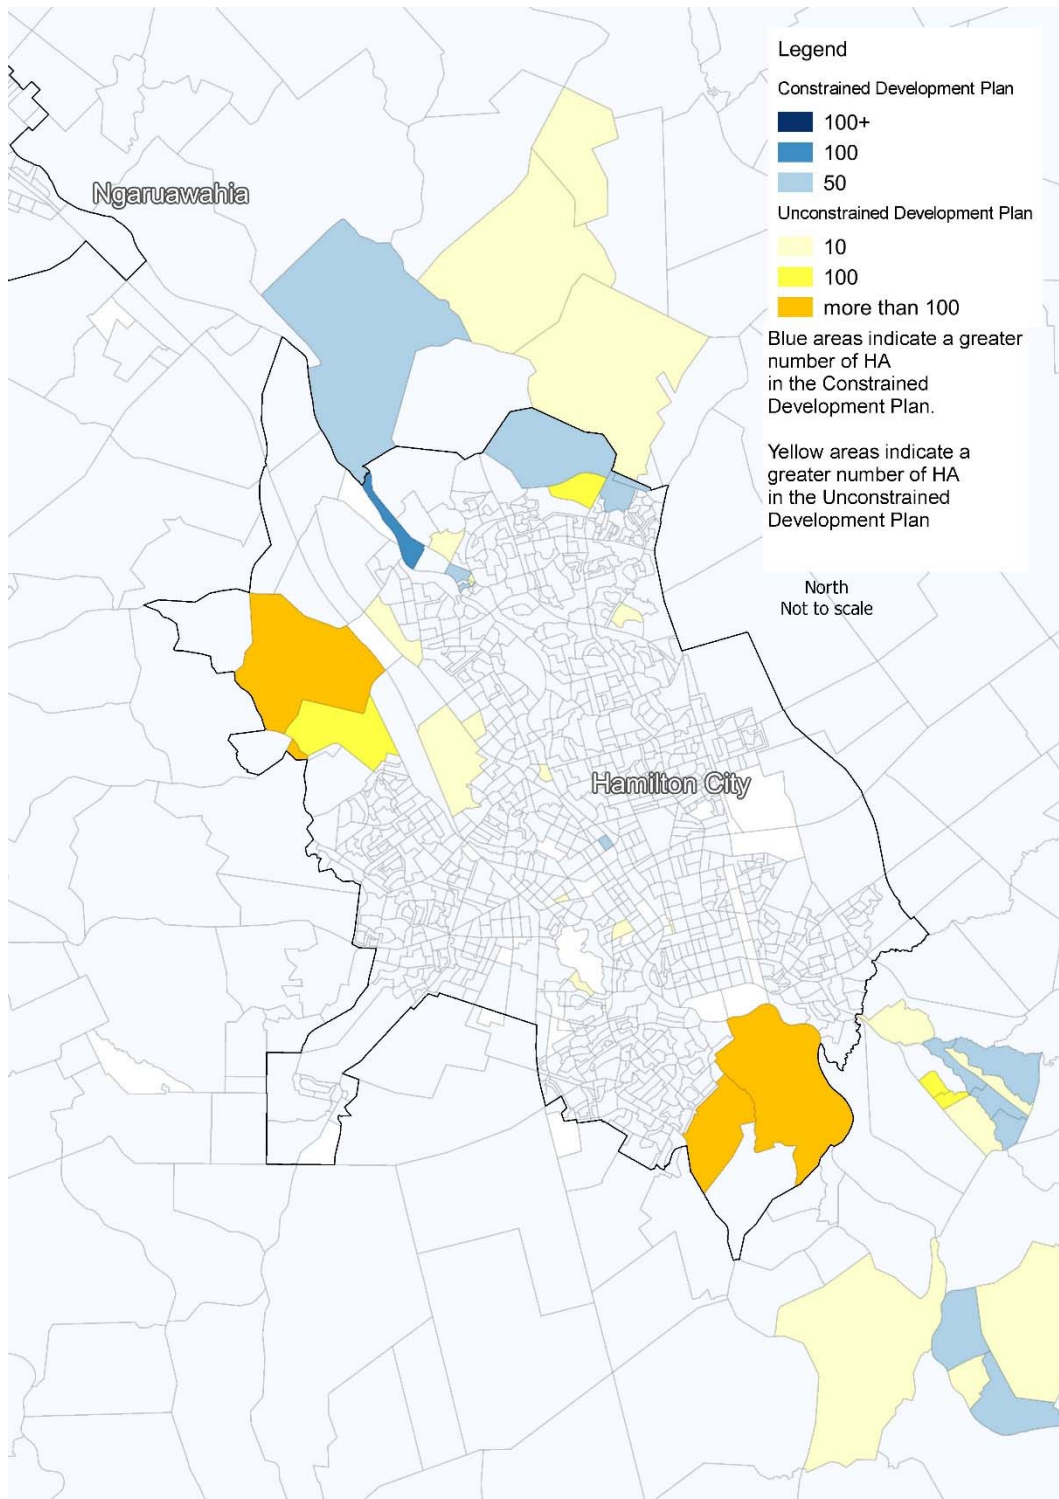 Legend
Constrained Development Plan
100+
100
50
Unconstrained Development Plan
10
100
more than 100
Blue areas indicate a greater
number of HA
in the Constrained
Development Plan.
Yellow areas indicate a
greater number of HA
in the Unconstrained
Development Plan
North
Not to scale
Ngaruawahia
Hamilton City